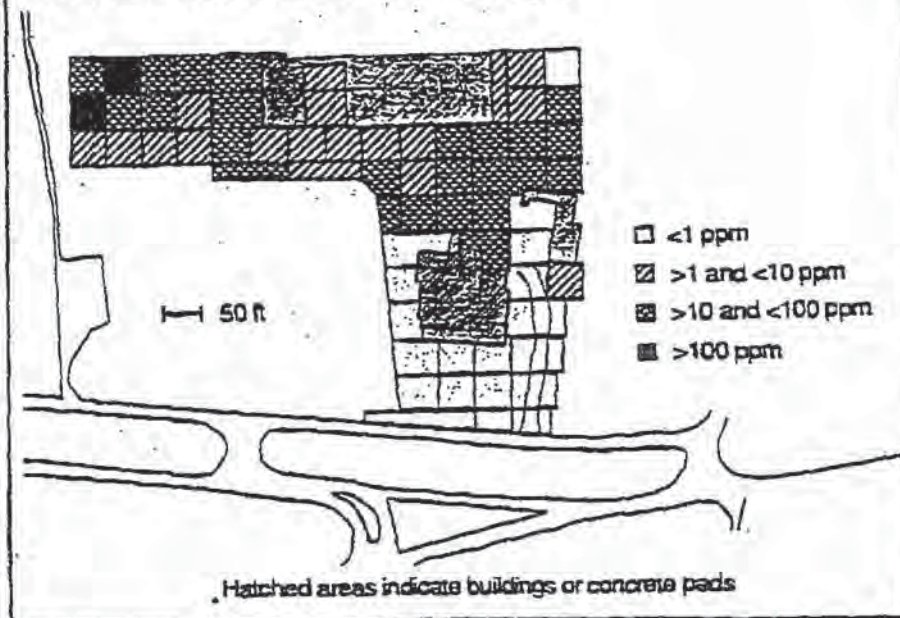 50 ft
<1 ppm
>1 and <10 ppm
>10 and <100 ppm
>100 ppm
Hatched areas indicate buildings or concrete pads